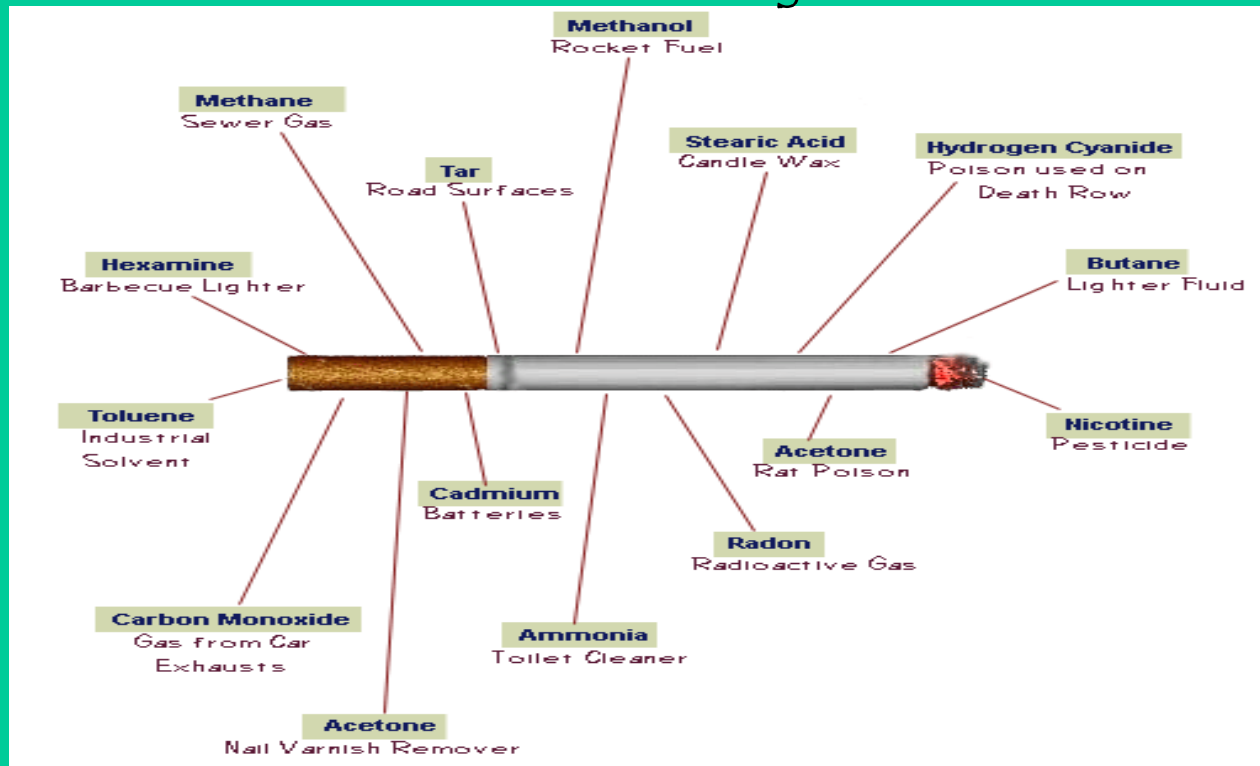 Methanol
Rocket Fuel
Methane
Sewer Gas
Stearic Acid
Candle Wax
Hydrogen Cyanide
Poison used on
Death Row
Tar
Road Surfaces
Hexamine
Barbecue Lighter
Butane
Lighter Fluid
Toluene
Industrial
Solvent
Nicotine
Pesticide
Acetone
Rat Poison
Cadmium
Batteries
Radon
Radioactive Gas
Carbon Monoxide
Gas from Car
Exhausts
Ammonia
Toilet Cleaner
Acetone
Nail Varnish Remover